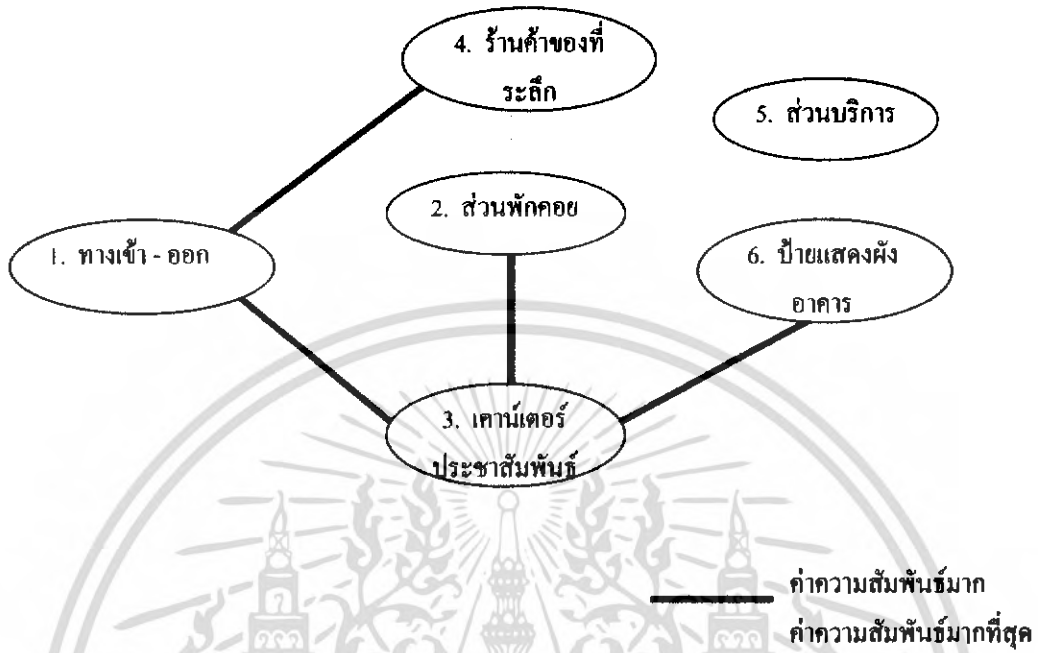 4. ร้านค้าของที่
ระลึก
5. ส่วนบริการ
2. ส่วนพักคอย
1. ทางเข้า - ออก
6. ป้ายแสดงผัง
อาคาร
3. เคาน์เตอร์
ประชาสัมพันธ์
ค่าความสัมพันธ์มาก
ค่าความสัมพันธ์มากที่สุด